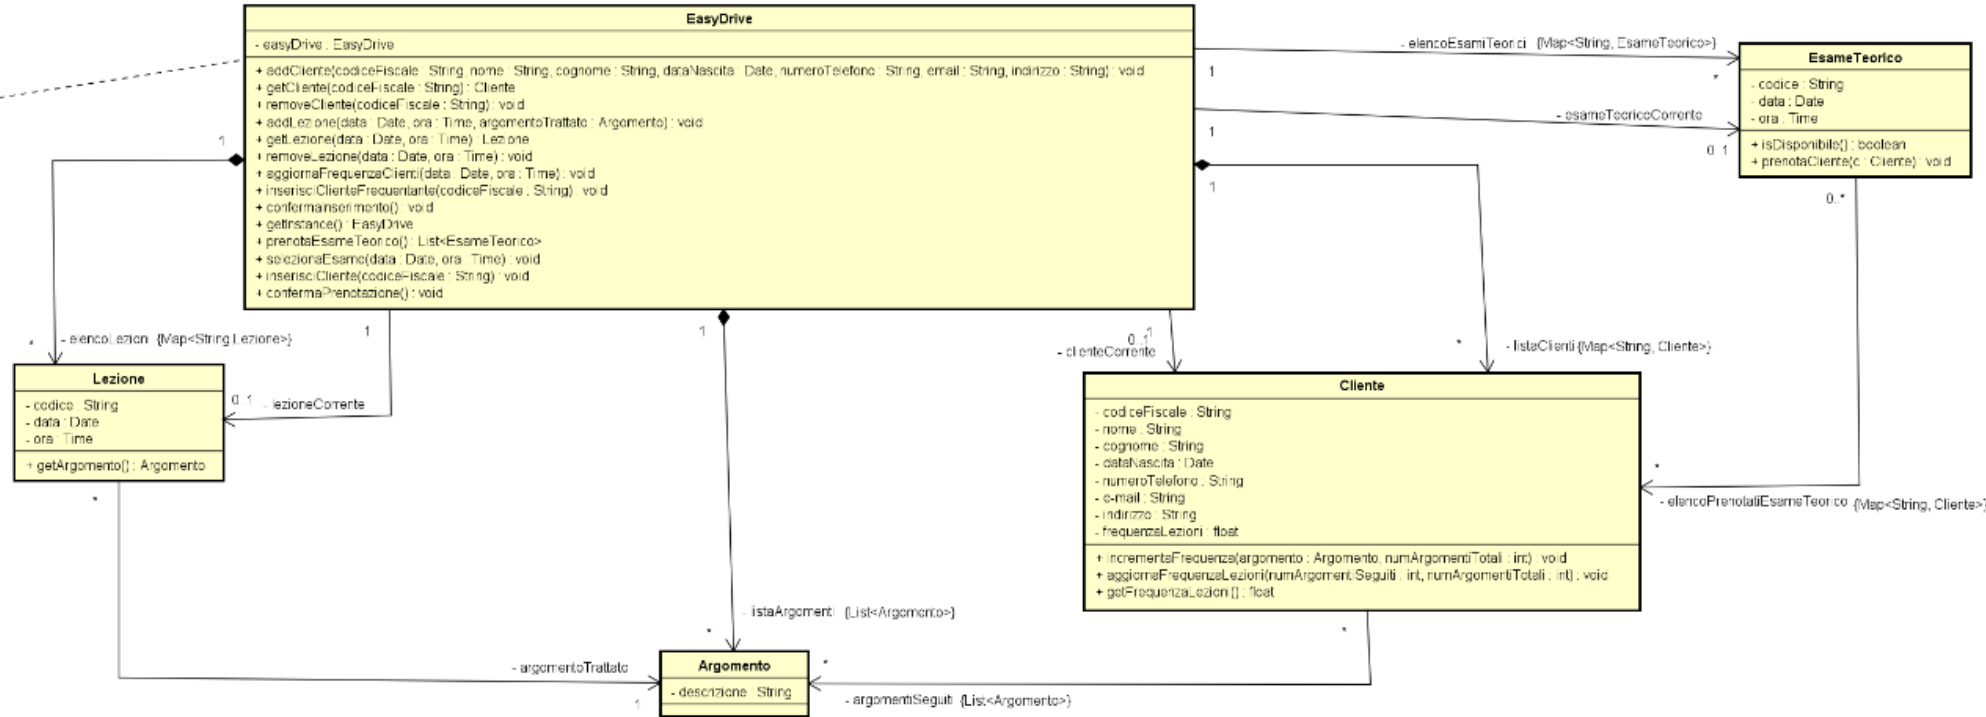 EasyDrive
- easyDrive : EasyDrive
+ addCliente(codiceFiscale : String, nome : String, cognome : String, dataNascita : Date, numeroTelefono : String, email : String, indirizzo : String) : void
+ getCliente(codiceFiscale : String) : Cliente
+ removeCliente(codiceFiscale : String) : void
+ addLezione(data : Date, ora : Time, argomentoTrattato : Argomento) : void
+ getLezione(data : Date, ora : Time) : Lezione
+ removeLezione(data : Date, ora : Time) : void
+ aggiornaFrequenzaClienti(data : Date, ora : Time) : void
+ inserisciClienteFrequentante(codiceFiscale : String) : void
+ confermaInserimento() : void
+ getInstance() : EasyDrive
+ prenotaEsameTeorico() : List<EsameTeorico>
+ selezionaEsame(data : Date, ora : Time) : void
+ inserisciCliente(codiceFiscale : String) : void
+ confermaPrenotazione() : void
- elencoEsamiTeorici {Map<String, EsameTeorico>}
1
*
- esameTeoricoCorrente
1
0..1
EsameTeorico
- codice : String
- data : Date
- ora : Time
+ isDisponibile() : boolean
+ prenotaCliente(c : Cliente) : void
0..*
1
1
1
1
1
0..1
- clienteCorrente
*
- listaClienti {Map<String, Cliente>}
*
- elencoLezioni {Map<String Lezione>}
Lezione
- codice : String
- data : Date
- ora : Time
+ getArgomento() : Argomento
0..1 - lezioneCorrente
*
Cliente
- codiceFiscale : String
- nome : String
- cognome : String
- dataNascita : Date
- numeroTelefono : String
- e-mail : String
- indirizzo : String
- frequenzaLezioni : float
+ incrementaFrequenza(argomento : Argomento, numArgomentiTotali : int) : void
+ aggiornaFrequenzaLezioni(numArgomentiSeguiti : int, numArgomentiTotali : int) : void
+ getFrequenzaLezioni() : float
*
- elencoPrenotatiEsameTeorico {Map<String, Cliente>}
*
- listaArgomenti {List<Argomento>}
*
- argomentoTrattato
1
Argomento
- descrizione : String
*
- argomentiSeguiti {List<Argomento>}